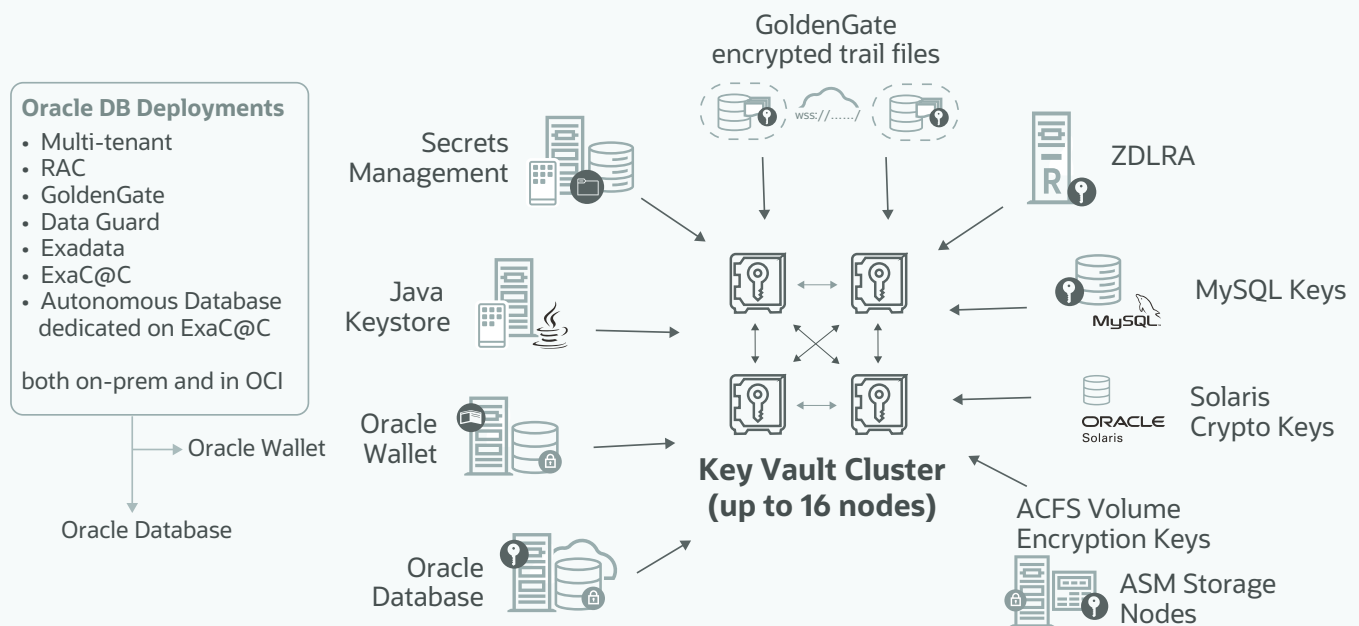 GoldenGate
encrypted trail files
wss://....../
Oracle DB Deployments
• Multi-tenant
• RAC
• GoldenGate
• Data Guard
• Exadata
• ExaC@C
• Autonomous Database
dedicated on ExaC@C
both on-prem and in OCI
Oracle Wallet
Oracle Database
Secrets
Management
Java
Keystore
Oracle
Wallet
Oracle
Database
Key Vault Cluster
(up to 16 nodes)
R
ZDLRA
MySQL Keys
MySQL™
Solaris
Crypto Keys
ORACLE
Solaris
ACFS Volume
Encryption Keys
ASM Storage
Nodes